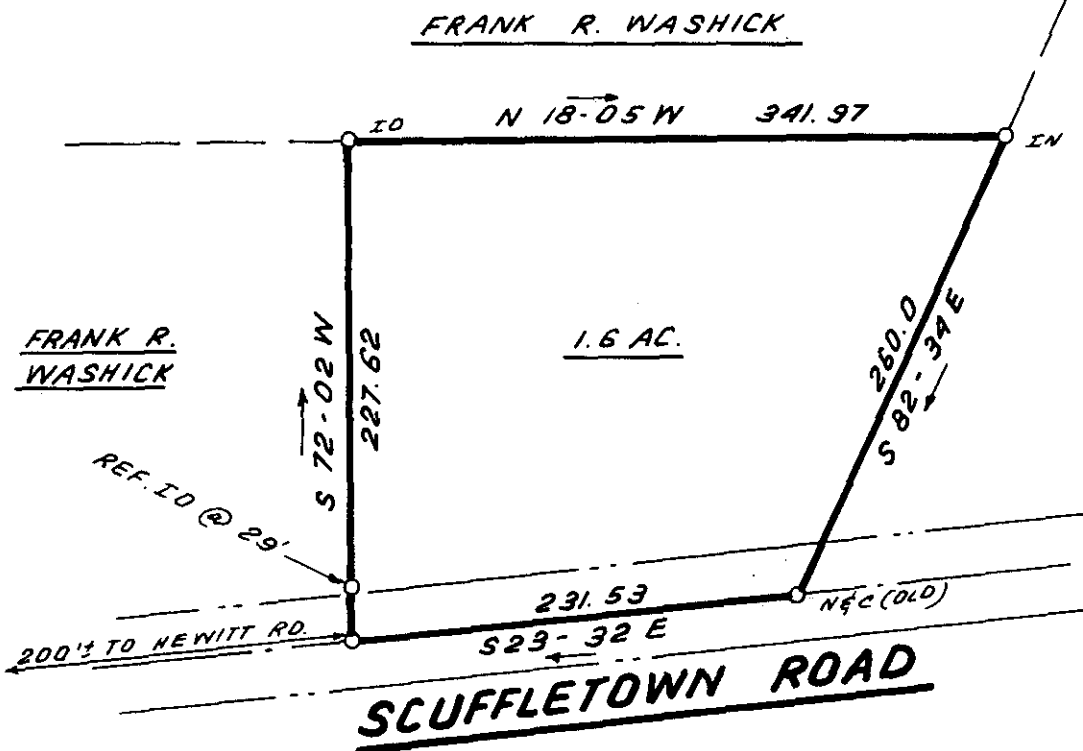 FRANK R. WASHICK
IO
N 18-05 W 341.97
IN
FRANK R.
WASHICK
S 72-02 W
227.62
1.6 AC.
260.0
S 82-34 E
REF. IO @ 29'
231.53
S23-32 E
N&C (OLD)
200'± TO HEWITT RD.
SCUFFLETOWN ROAD